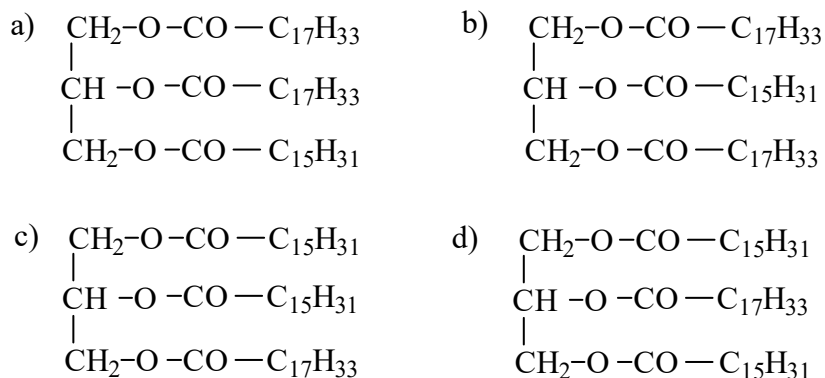 a) CH₂–O–CO—C₁₇H₃₃
CH–O–CO—C₁₇H₃₃
CH₂–O–CO—C₁₅H₃₁
b) CH₂–O–CO—C₁₇H₃₃
CH–O–CO—C₁₅H₃₁
CH₂–O–CO—C₁₇H₃₃
c) CH₂–O–CO—C₁₅H₃₁
CH–O–CO—C₁₅H₃₁
CH₂–O–CO—C₁₇H₃₃
d) CH₂–O–CO—C₁₅H₃₁
CH–O–CO—C₁₇H₃₃
CH₂–O–CO—C₁₅H₃₁